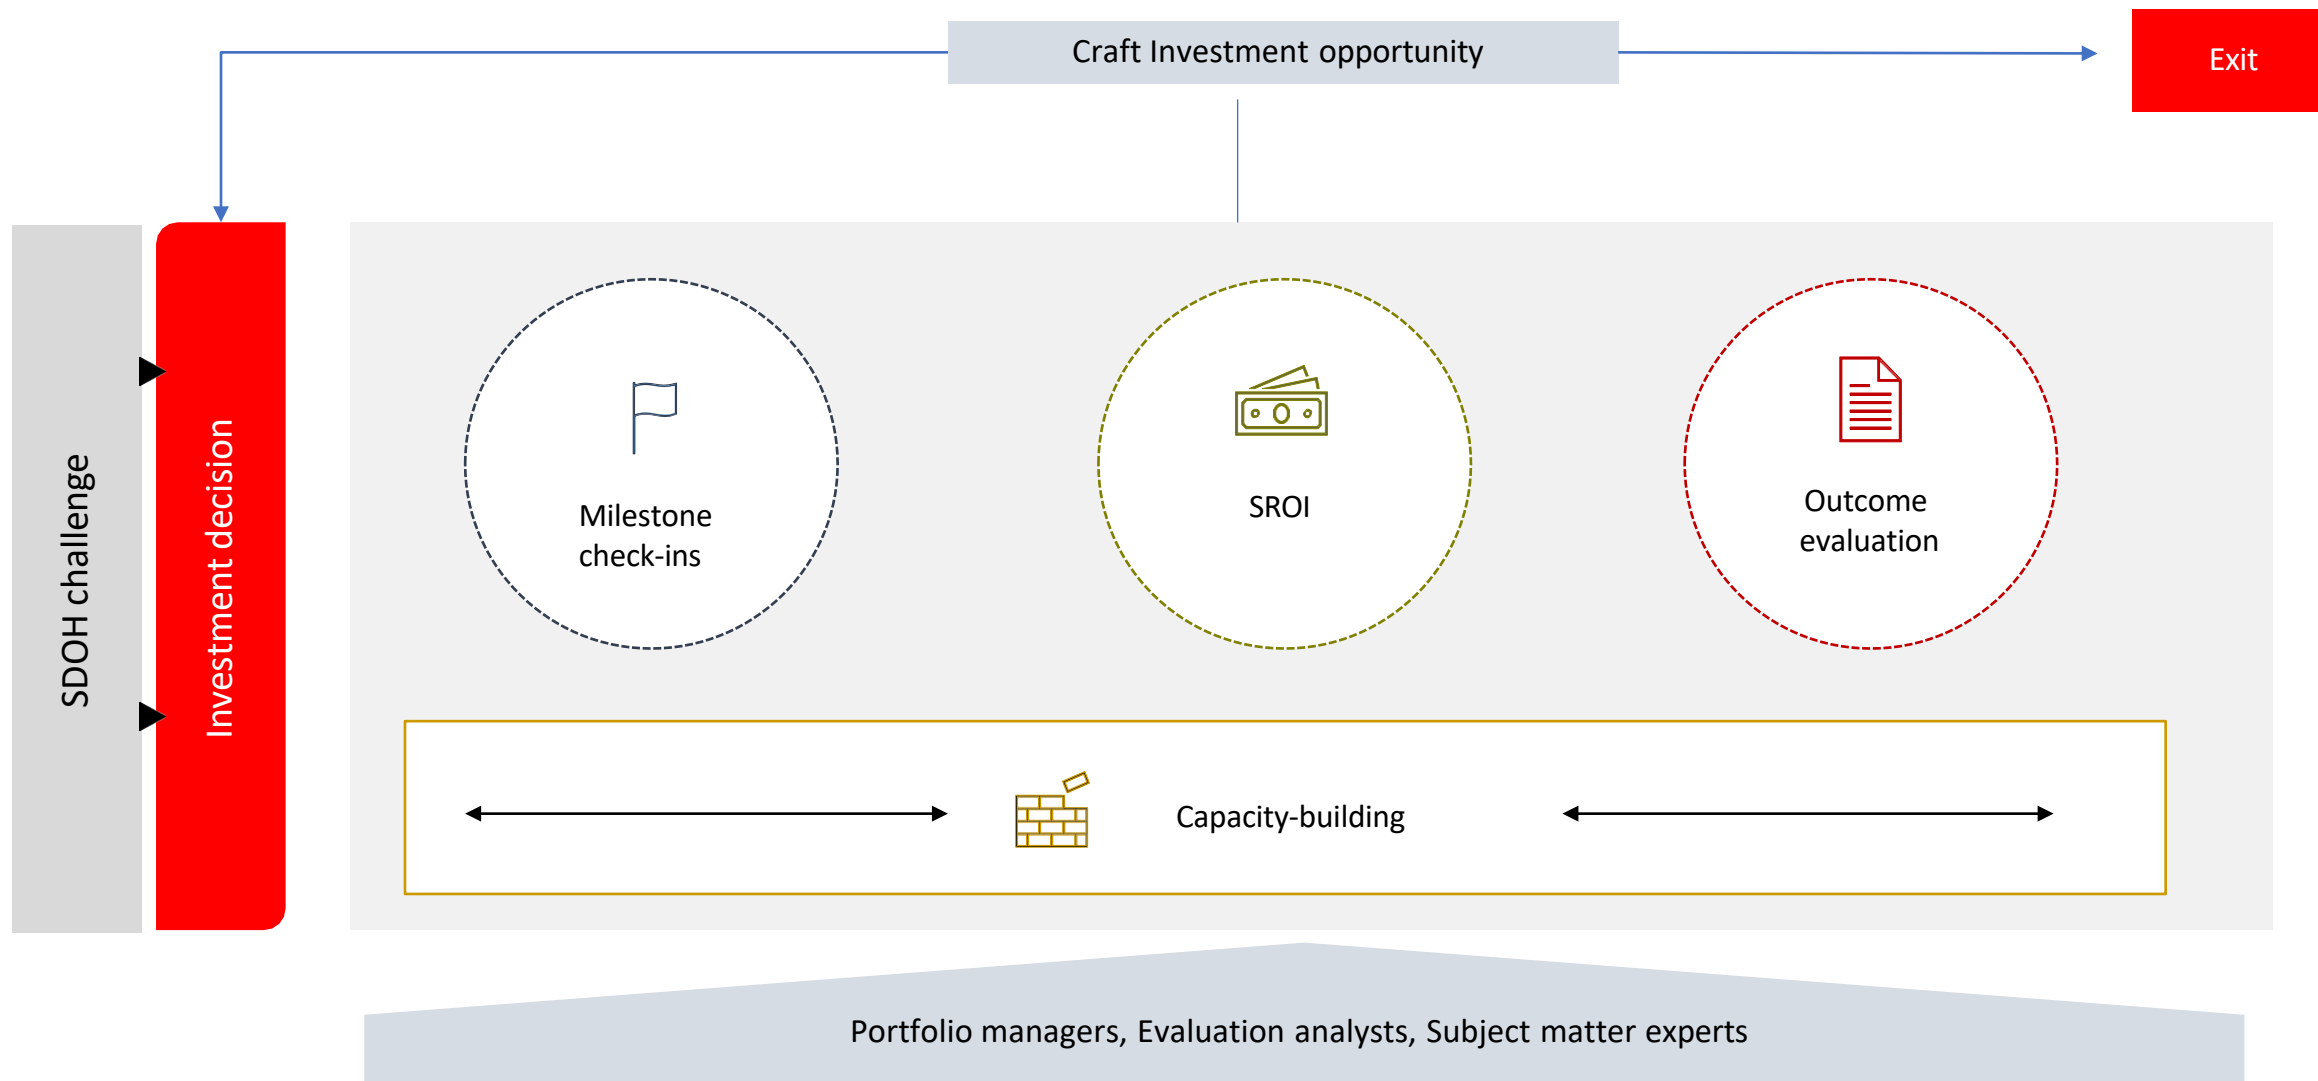 Craft Investment opportunity
Exit
SDOH challenge
Investment decision
Milestone
check-ins
SROI
Outcome
evaluation
Capacity-building
Portfolio managers, Evaluation analysts, Subject matter experts